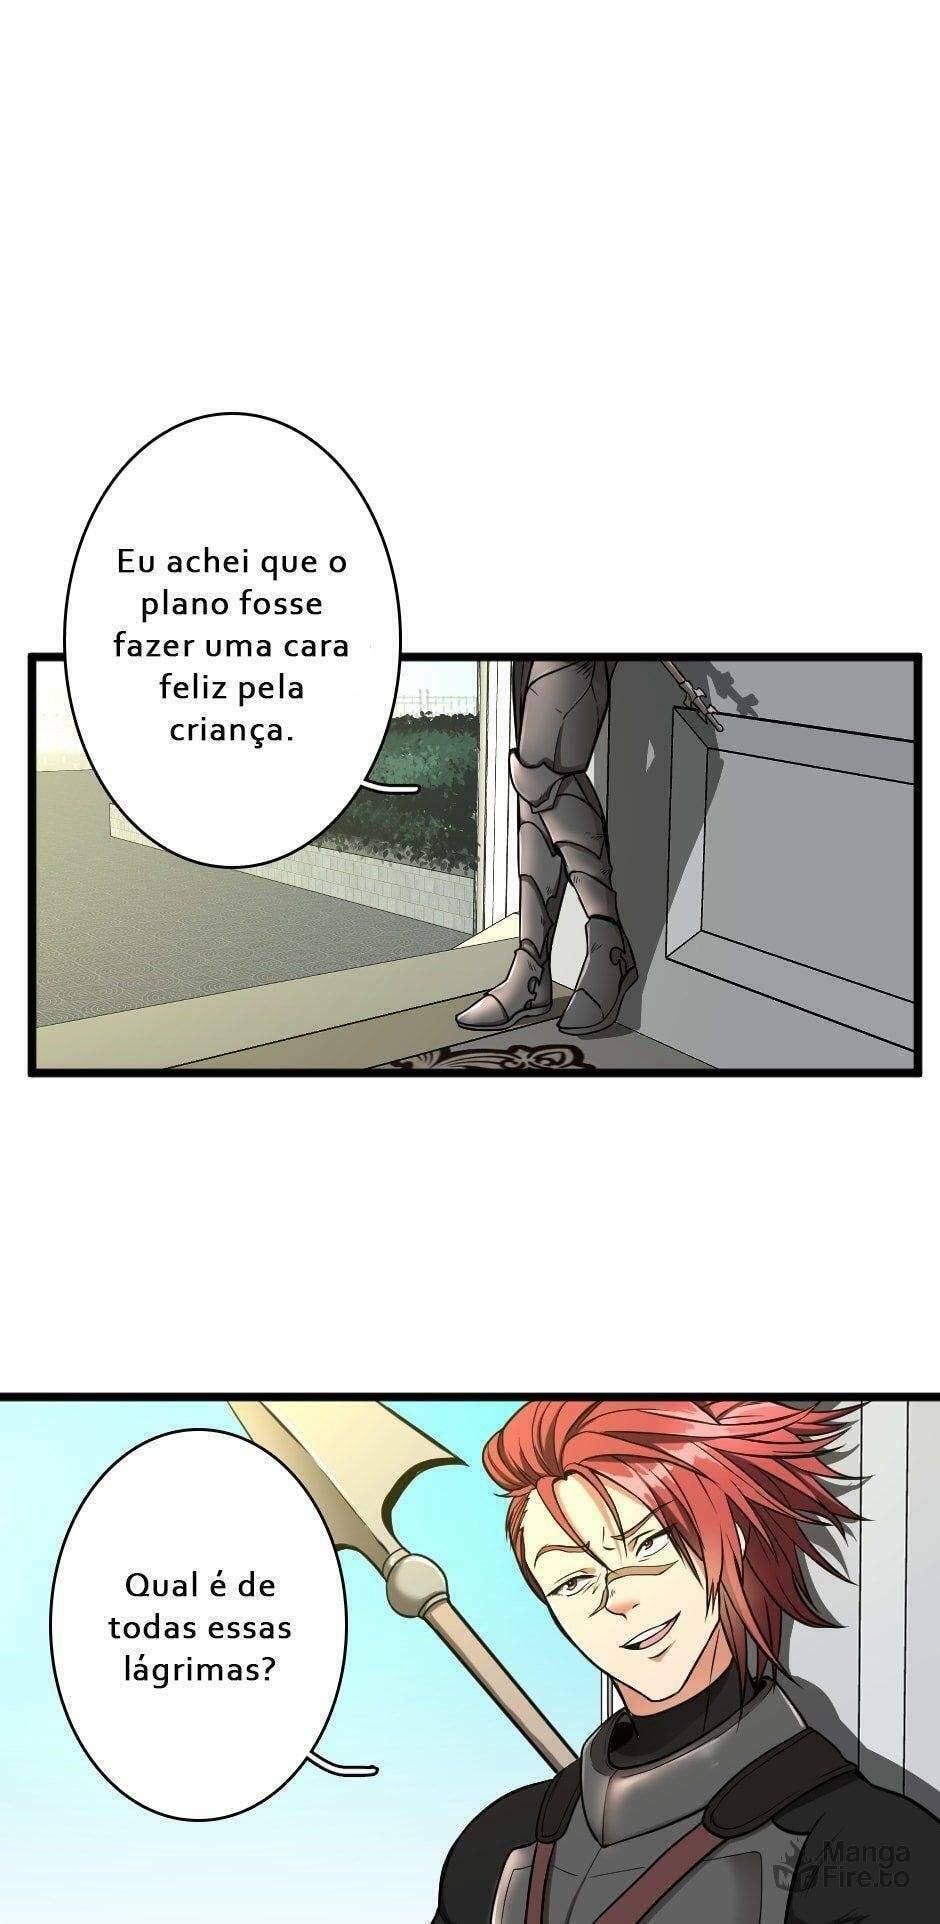 Eu achei que o
plano fosse
fazer uma cara
feliz pela
criança.
Qual é de
todas essas
lágrimas?
Manga
Fire.to